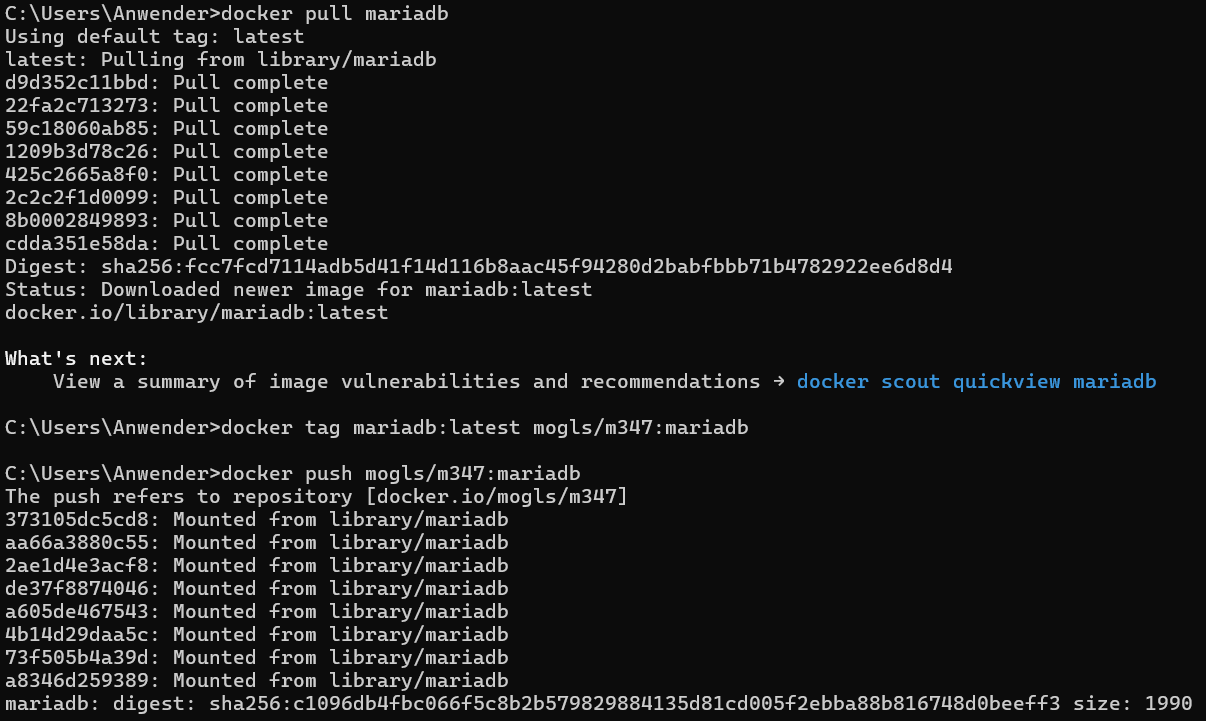 C:\Users\Anwender>docker pull mariadb
Using default tag: latest
latest: Pulling from library/mariadb
d9d352c11bbd: Pull complete
22fa2c713273: Pull complete
59c18060ab85: Pull complete
1209b3d78c26: Pull complete
425c2665a8f0: Pull complete
2c2c2f1d0099: Pull complete
8b0002849893: Pull complete
cdda351e58da: Pull complete
Digest: sha256:fcc7fcd7114adb5d41f14d116b8aac45f94280d2babfbbb71b4782922ee6d8d4
Status: Downloaded newer image for mariadb:latest
docker.io/library/mariadb:latest
What's next:
View a summary of image vulnerabilities and recommendations → docker scout quickview mariadb
C:\Users\Anwender>docker tag mariadb:latest mogls/m347:mariadb
C:\Users\Anwender>docker push mogls/m347:mariadb
The push refers to repository [docker.io/mogls/m347]
373105dc5cd8: Mounted from library/mariadb
aa66a3880c55: Mounted from library/mariadb
2ae1d4e3acf8: Mounted from library/mariadb
de37f8874046: Mounted from library/mariadb
a605de467543: Mounted from library/mariadb
4b14d29daa5c: Mounted from library/mariadb
73f505b4a39d: Mounted from library/mariadb
a8346d259389: Mounted from library/mariadb
mariadb: digest: sha256:c1096db4fbc066f5c8b2b579829884135d81cd005f2ebba88b816748d0beeff3 size: 1990